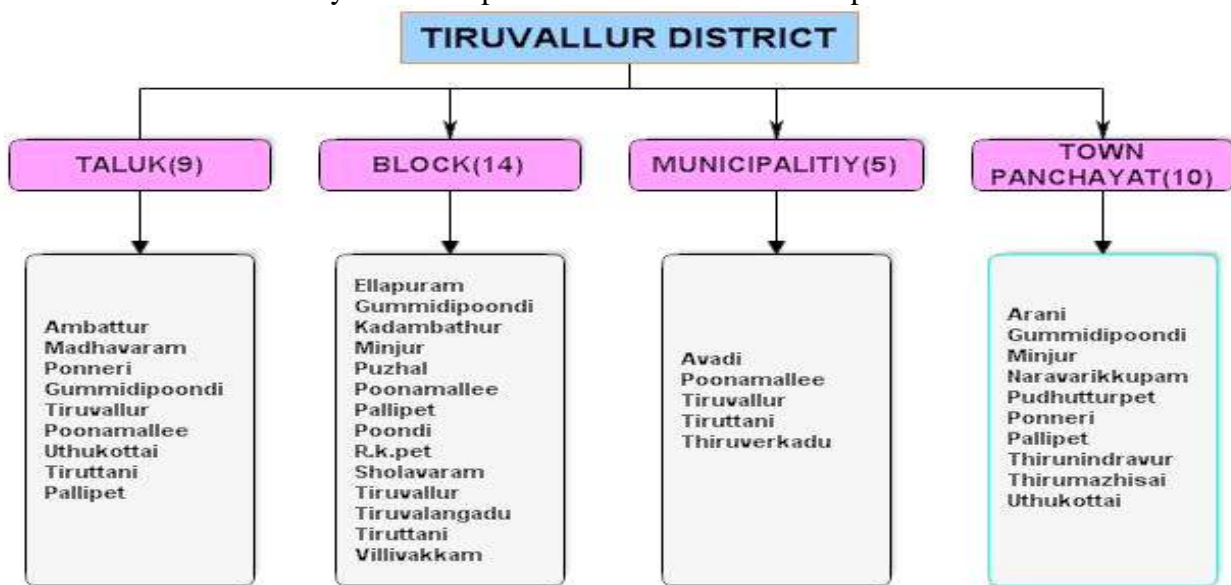 TIRUVALLUR DISTRICT
TALUK(9)
Ambattur
Madhavaram
Ponneri
Gummidipoondi
Tiruvallur
Poonamallee
Uthukottai
Tiruttani
Pallipet
BLOCK(14)
Ellapuram
Gummidipoondi
Kadambathur
Minjur
Puzhal
Poonamallee
Pallipet
Poondi
R.k.pet
Sholavaram
Tiruvallur
Tiruvalangadu
Tiruttani
Villivakkam
MUNICIPALITIY(5)
Avadi
Poonamallee
Tiruvallur
Tiruttani
Thiruverkadu
TOWN
PANCHAYAT(10)
Arani
Gummidipoondi
Minjur
Naravarikkupam
Pudhutturpet
Ponneri
Pallipet
Thirunindravur
Thirumazhisai
Uthukottai